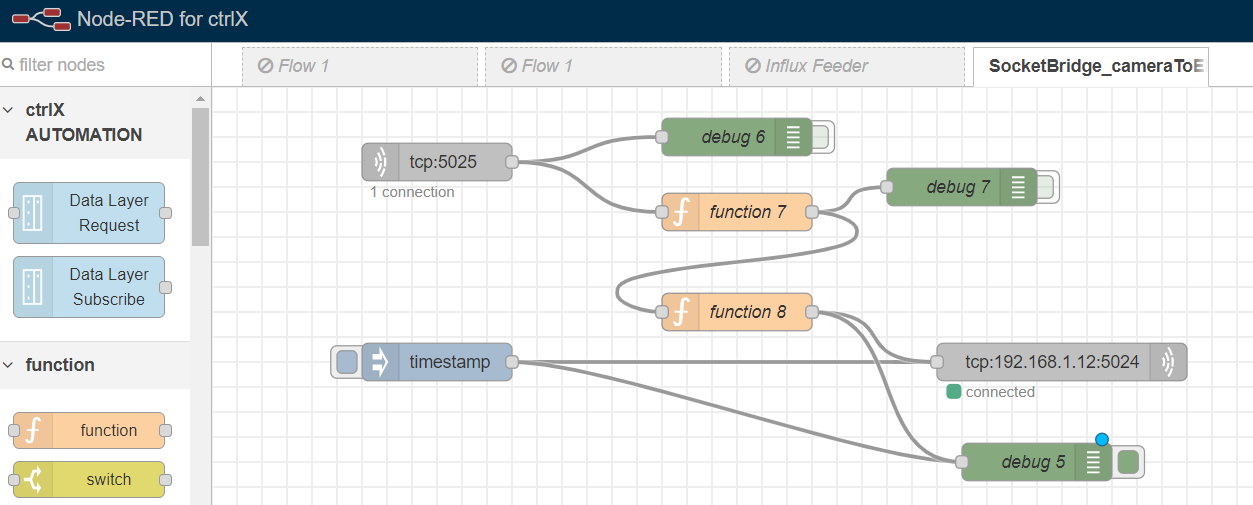 Node-RED for ctrlX
filter nodes
Flow 1
Flow 1
Influx Feeder
SocketBridge_cameraToE
ctrlX
AUTOMATION
Data Layer
Request
Data Layer
Subscribe
function
function
switch
debug 6
tcp:5025
1 connection
debug 7
function 7
function 8
timestamp
tcp:192.168.1.12:5024
connected
debug 5